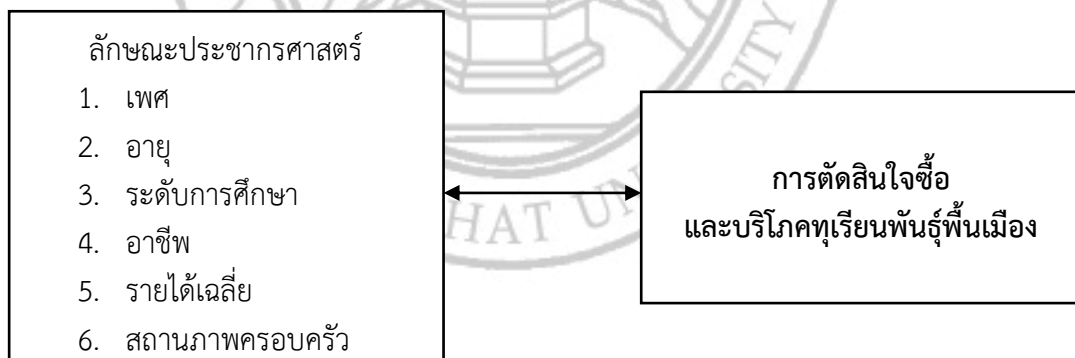 ลักษณะประชากรศาสตร์
1. เพศ
2. อายุ
3. ระดับการศึกษา
4. อาชีพ
5. รายได้เฉลี่ย
6. สถานภาพครอบครัว
การตัดสินใจซื้อ
และบริโภคทุเรียนพันธุ์พื้นเมือง
HAT UN
SITY